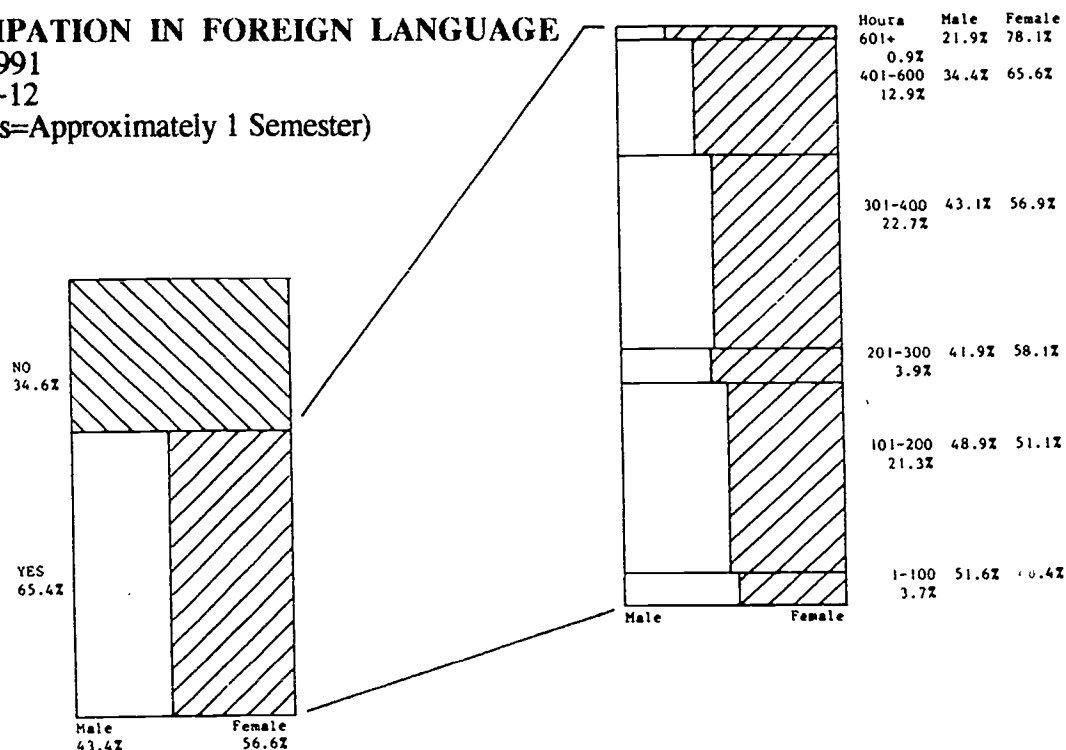 IPATION IN FOREIGN LANGUAGE
991
-12
s=Approximately 1 Semester)
Hours Male Female
601+ 21.9% 78.1%
0.9%
401-600 34.4% 65.6%
12.9%
301-400 43.1% 56.9%
22.7%
201-300 41.9% 58.1%
3.9%
101-200 48.9% 51.1%
21.3%
1-100 51.6%
3.7%
Male Female
NO
34.6%
YES
65.4%
Male Female
43.4% 56.6%